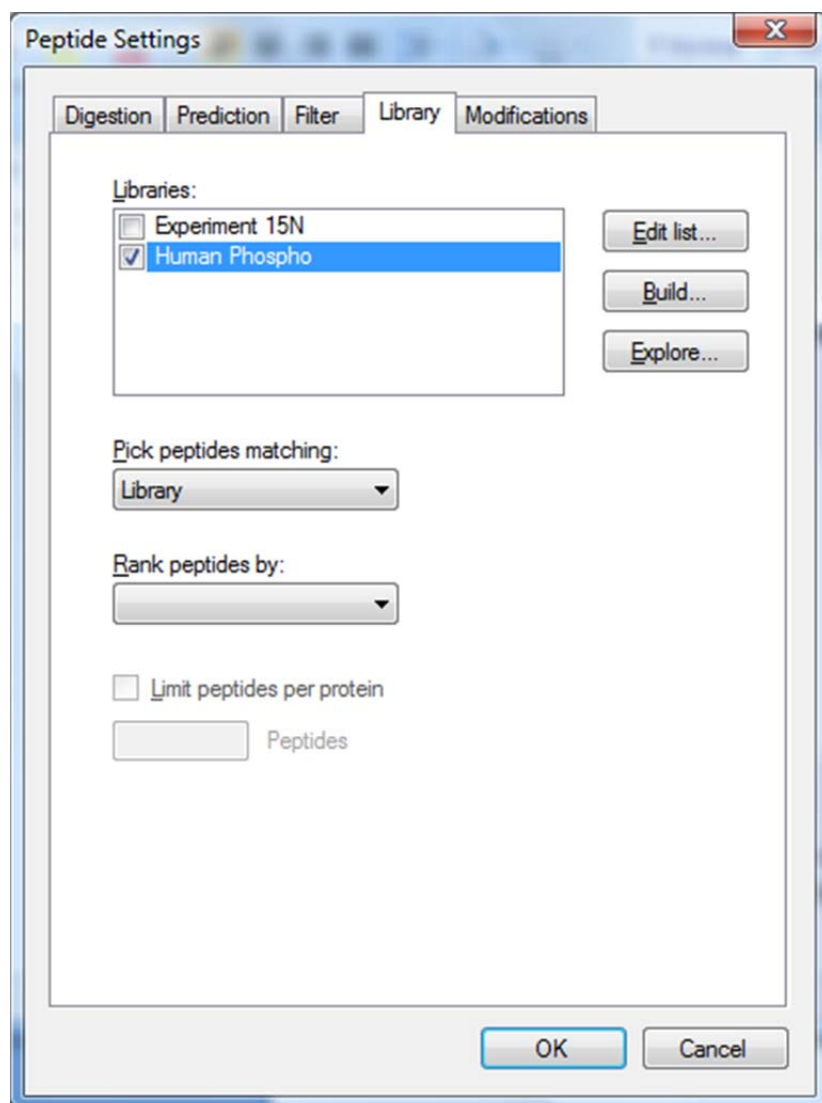 Peptide Settings
Digestion Prediction Filter Library Modifications
Libraries:
Experiment 15N
Human Phospho
Edit list...
Build...
Explore...
Pick peptides matching:
Library
Rank peptides by:
Limit peptides per protein
Peptides
OK Cancel